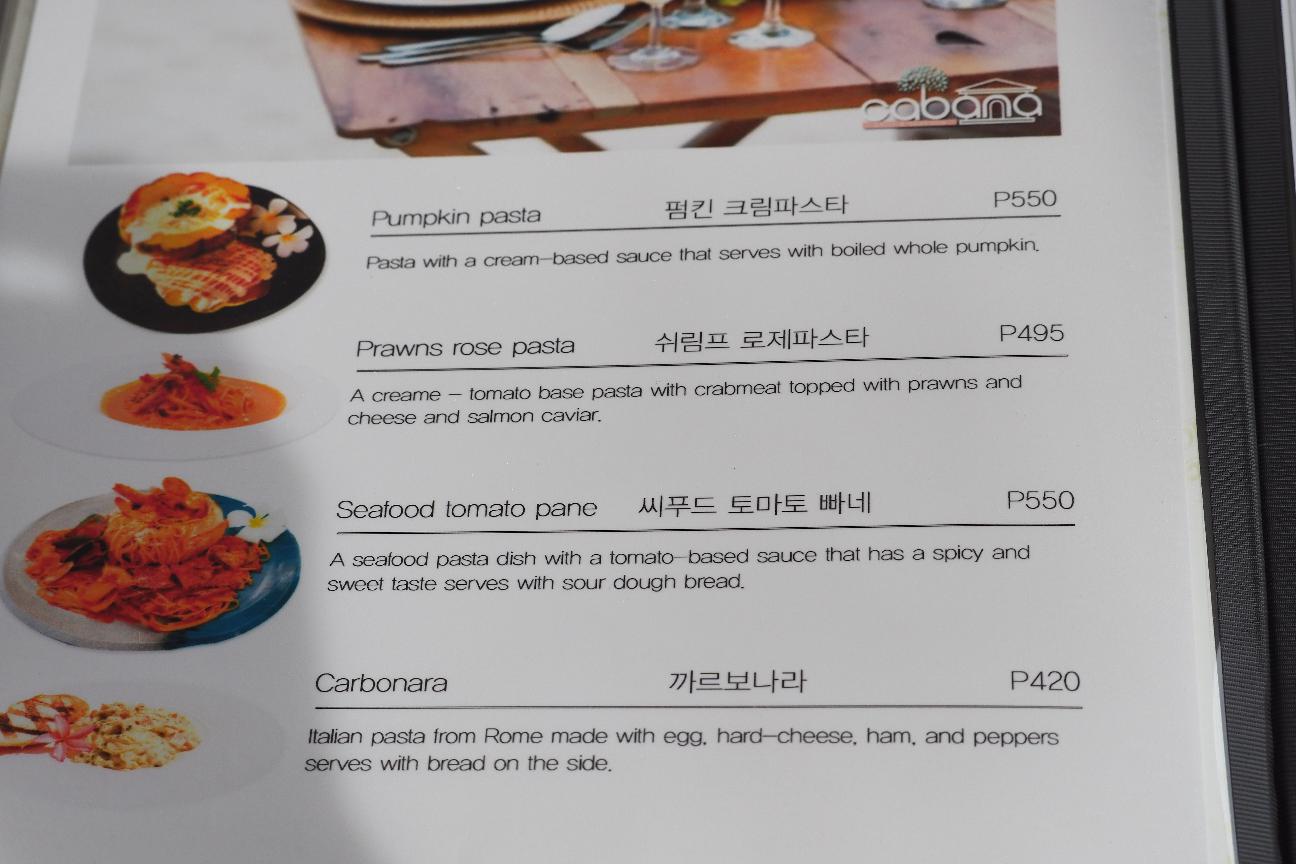 cabana
Pumpkin pasta 펌킨 크림파스타 P550
Pasta with a cream-based sauce that serves with boiled whole pumpkin.
Prawns rose pasta 쉬림프 로제파스타 P495
A creame - tomato base pasta with crabmeat topped with prawns and
cheese and salmon caviar.
Seafood tomato pane 씨푸드 토마토 빠네 P550
A seafood pasta dish with a tomato-based sauce that has a spicy and
sweet taste serves with sour dough bread.
Carbonara 까르보나라 P420
Italian pasta from Rome made with egg, hard-cheese, ham, and peppers
serves with bread on the side.